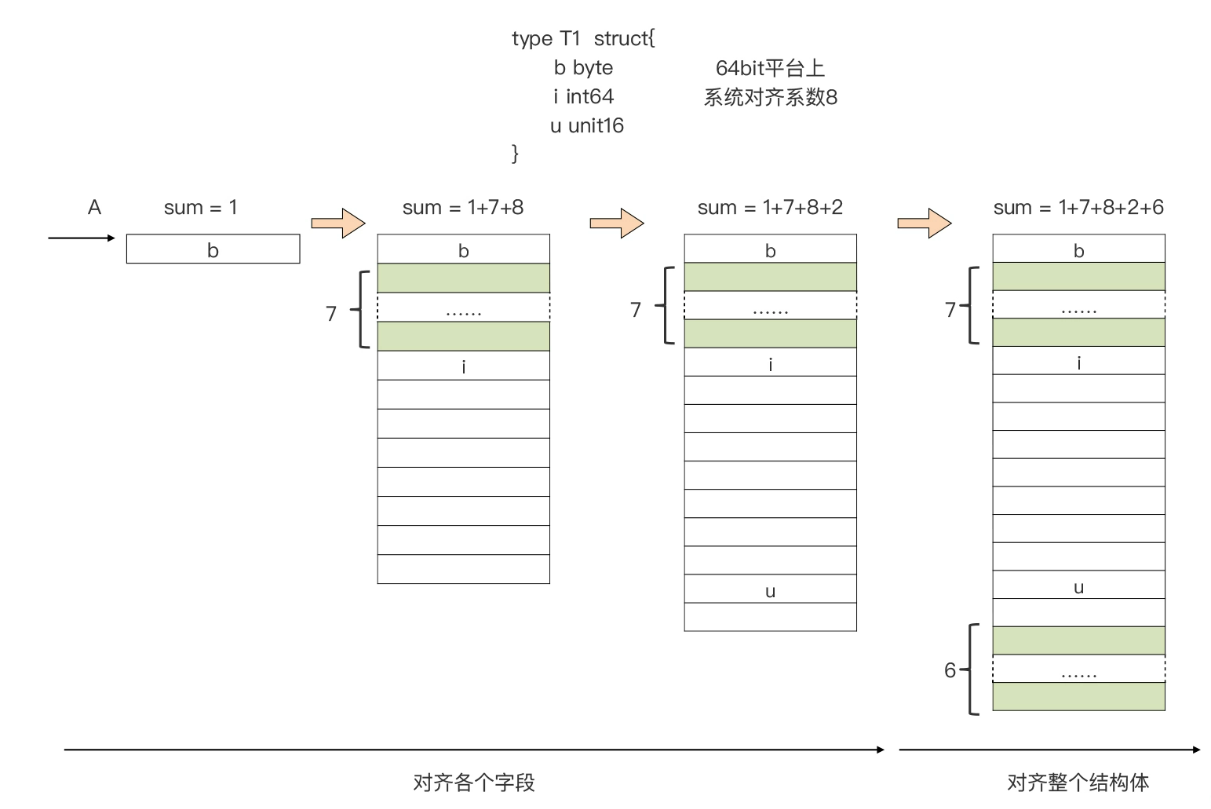 type T1 struct{
b byte
64bit平台上
i int64
系统对齐系数8
u unit16
}
A
sum = 1
sum = 1+7+8
sum = 1+7+8+2
sum = 1+7+8+2+6
b
b
b
b
7
......
7
......
7
......
i
i
i
u
u
6
......
对齐各个字段
对齐整个结构体